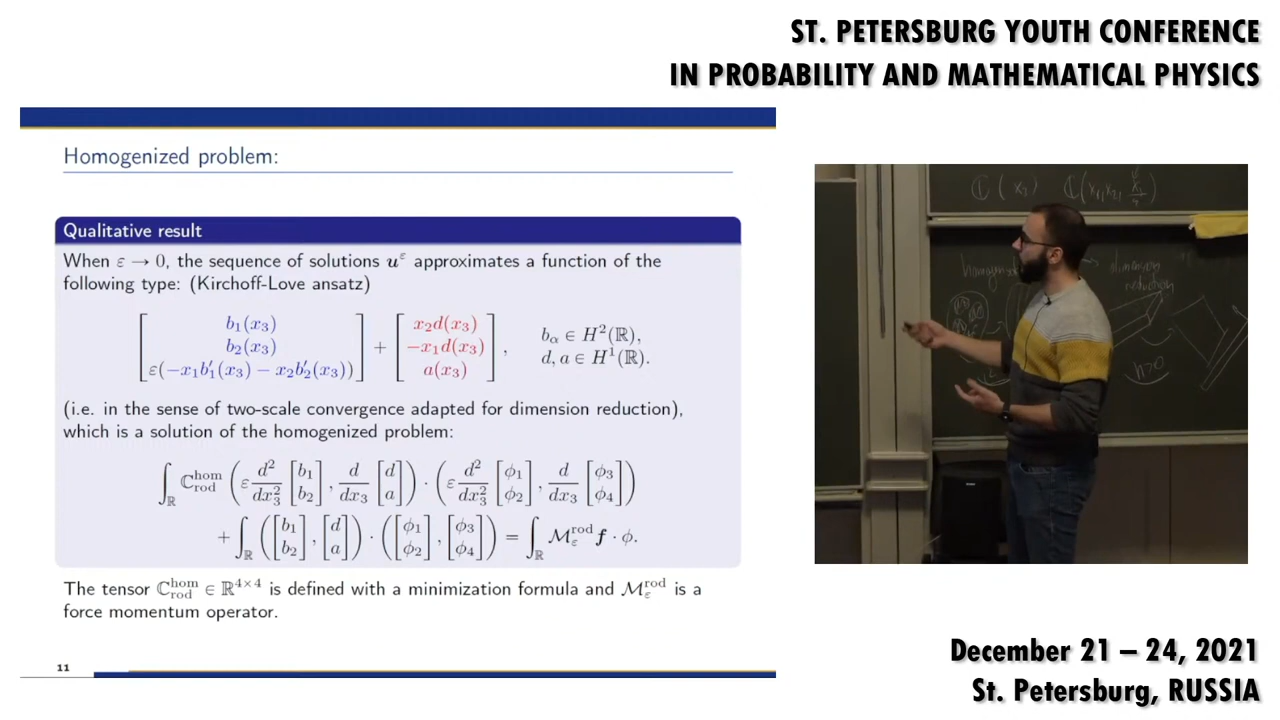 ST. PETERSBURG YOUTH CONFERENCE
IN PROBABILITY AND MATHEMATICAL PHYSICS
Homogenized problem:
Qualitative result
When ε → 0, the sequence of solutions u^ε approximates a function of the
following type: (Kirchoff-Love ansatz)
[b₁(x₃); b₂(x₃); ε(−x₁b′₁(x₃) − x₂b′₂(x₃))] + [x₂d(x₃); −x₁d(x₃); a(x₃)], b_α ∈ H²(ℝ), d, a ∈ H¹(ℝ).
(i.e. in the sense of two-scale convergence adapted for dimension reduction),
which is a solution of the homogenized problem:
∫_ℝ ℂ^hom_rod (ε d²/dx₃² [b₁; b₂], d/dx₃ [d; a]) · (ε d²/dx₃² [ϕ₁; ϕ₂], d/dx₃ [ϕ₃; ϕ₄])
+ ∫_ℝ ([b₁; b₂], [d; a]) · ([ϕ₁; ϕ₂], [ϕ₃; ϕ₄]) = ∫_ℝ ℳ^rod_ε f · ϕ.
The tensor ℂ^hom_rod ∈ ℝ^4×4 is defined with a minimization formula and ℳ^rod_ε is a
force momentum operator.
11
dimension
reduction
h→0
December 21 – 24, 2021
St. Petersburg, RUSSIA